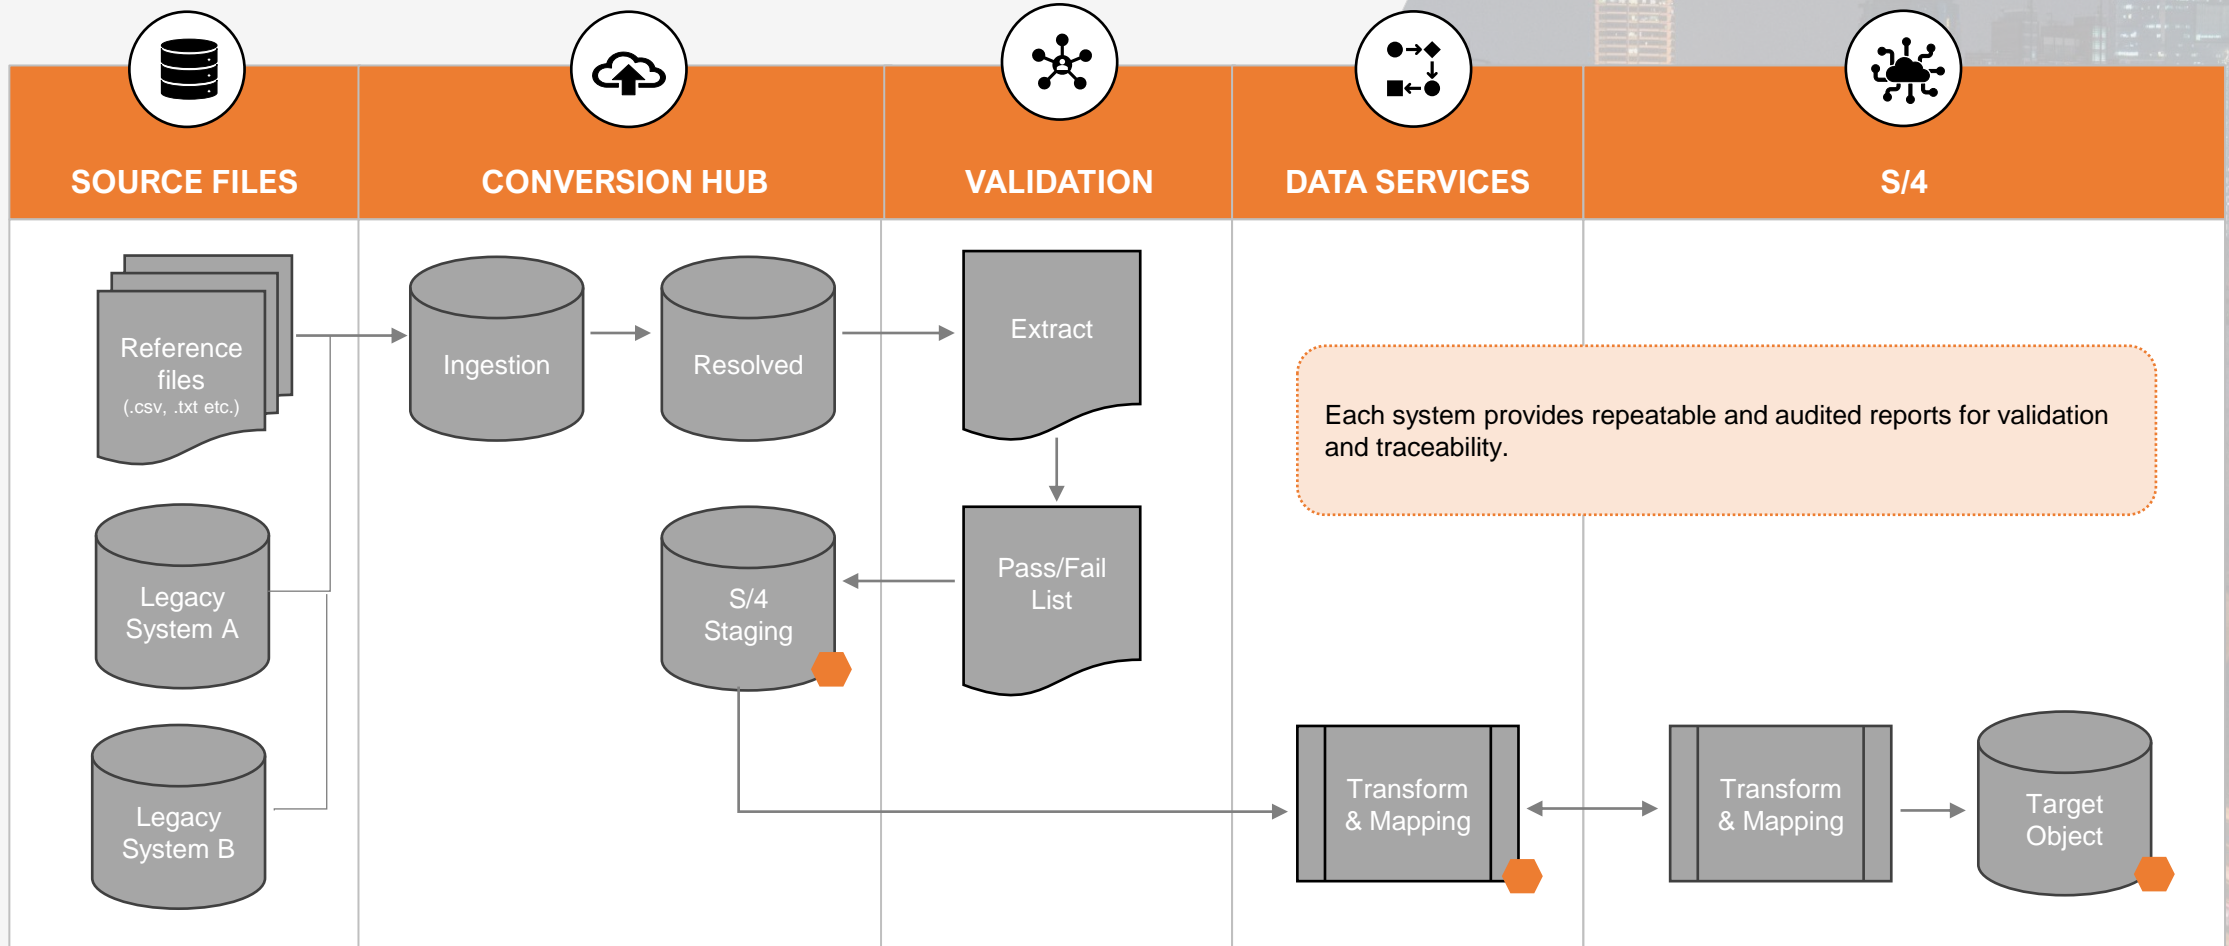 SOURCE FILES
CONVERSION HUB
VALIDATION
DATA SERVICES
S/4
Reference
files
(.csv, .txt etc.)
Ingestion
Resolved
Extract
Each system provides repeatable and audited reports for validation
and traceability.
Legacy
System A
S/4
Staging
Pass/Fail
List
Legacy
System B
Transform
& Mapping
Transform
& Mapping
Target
Object